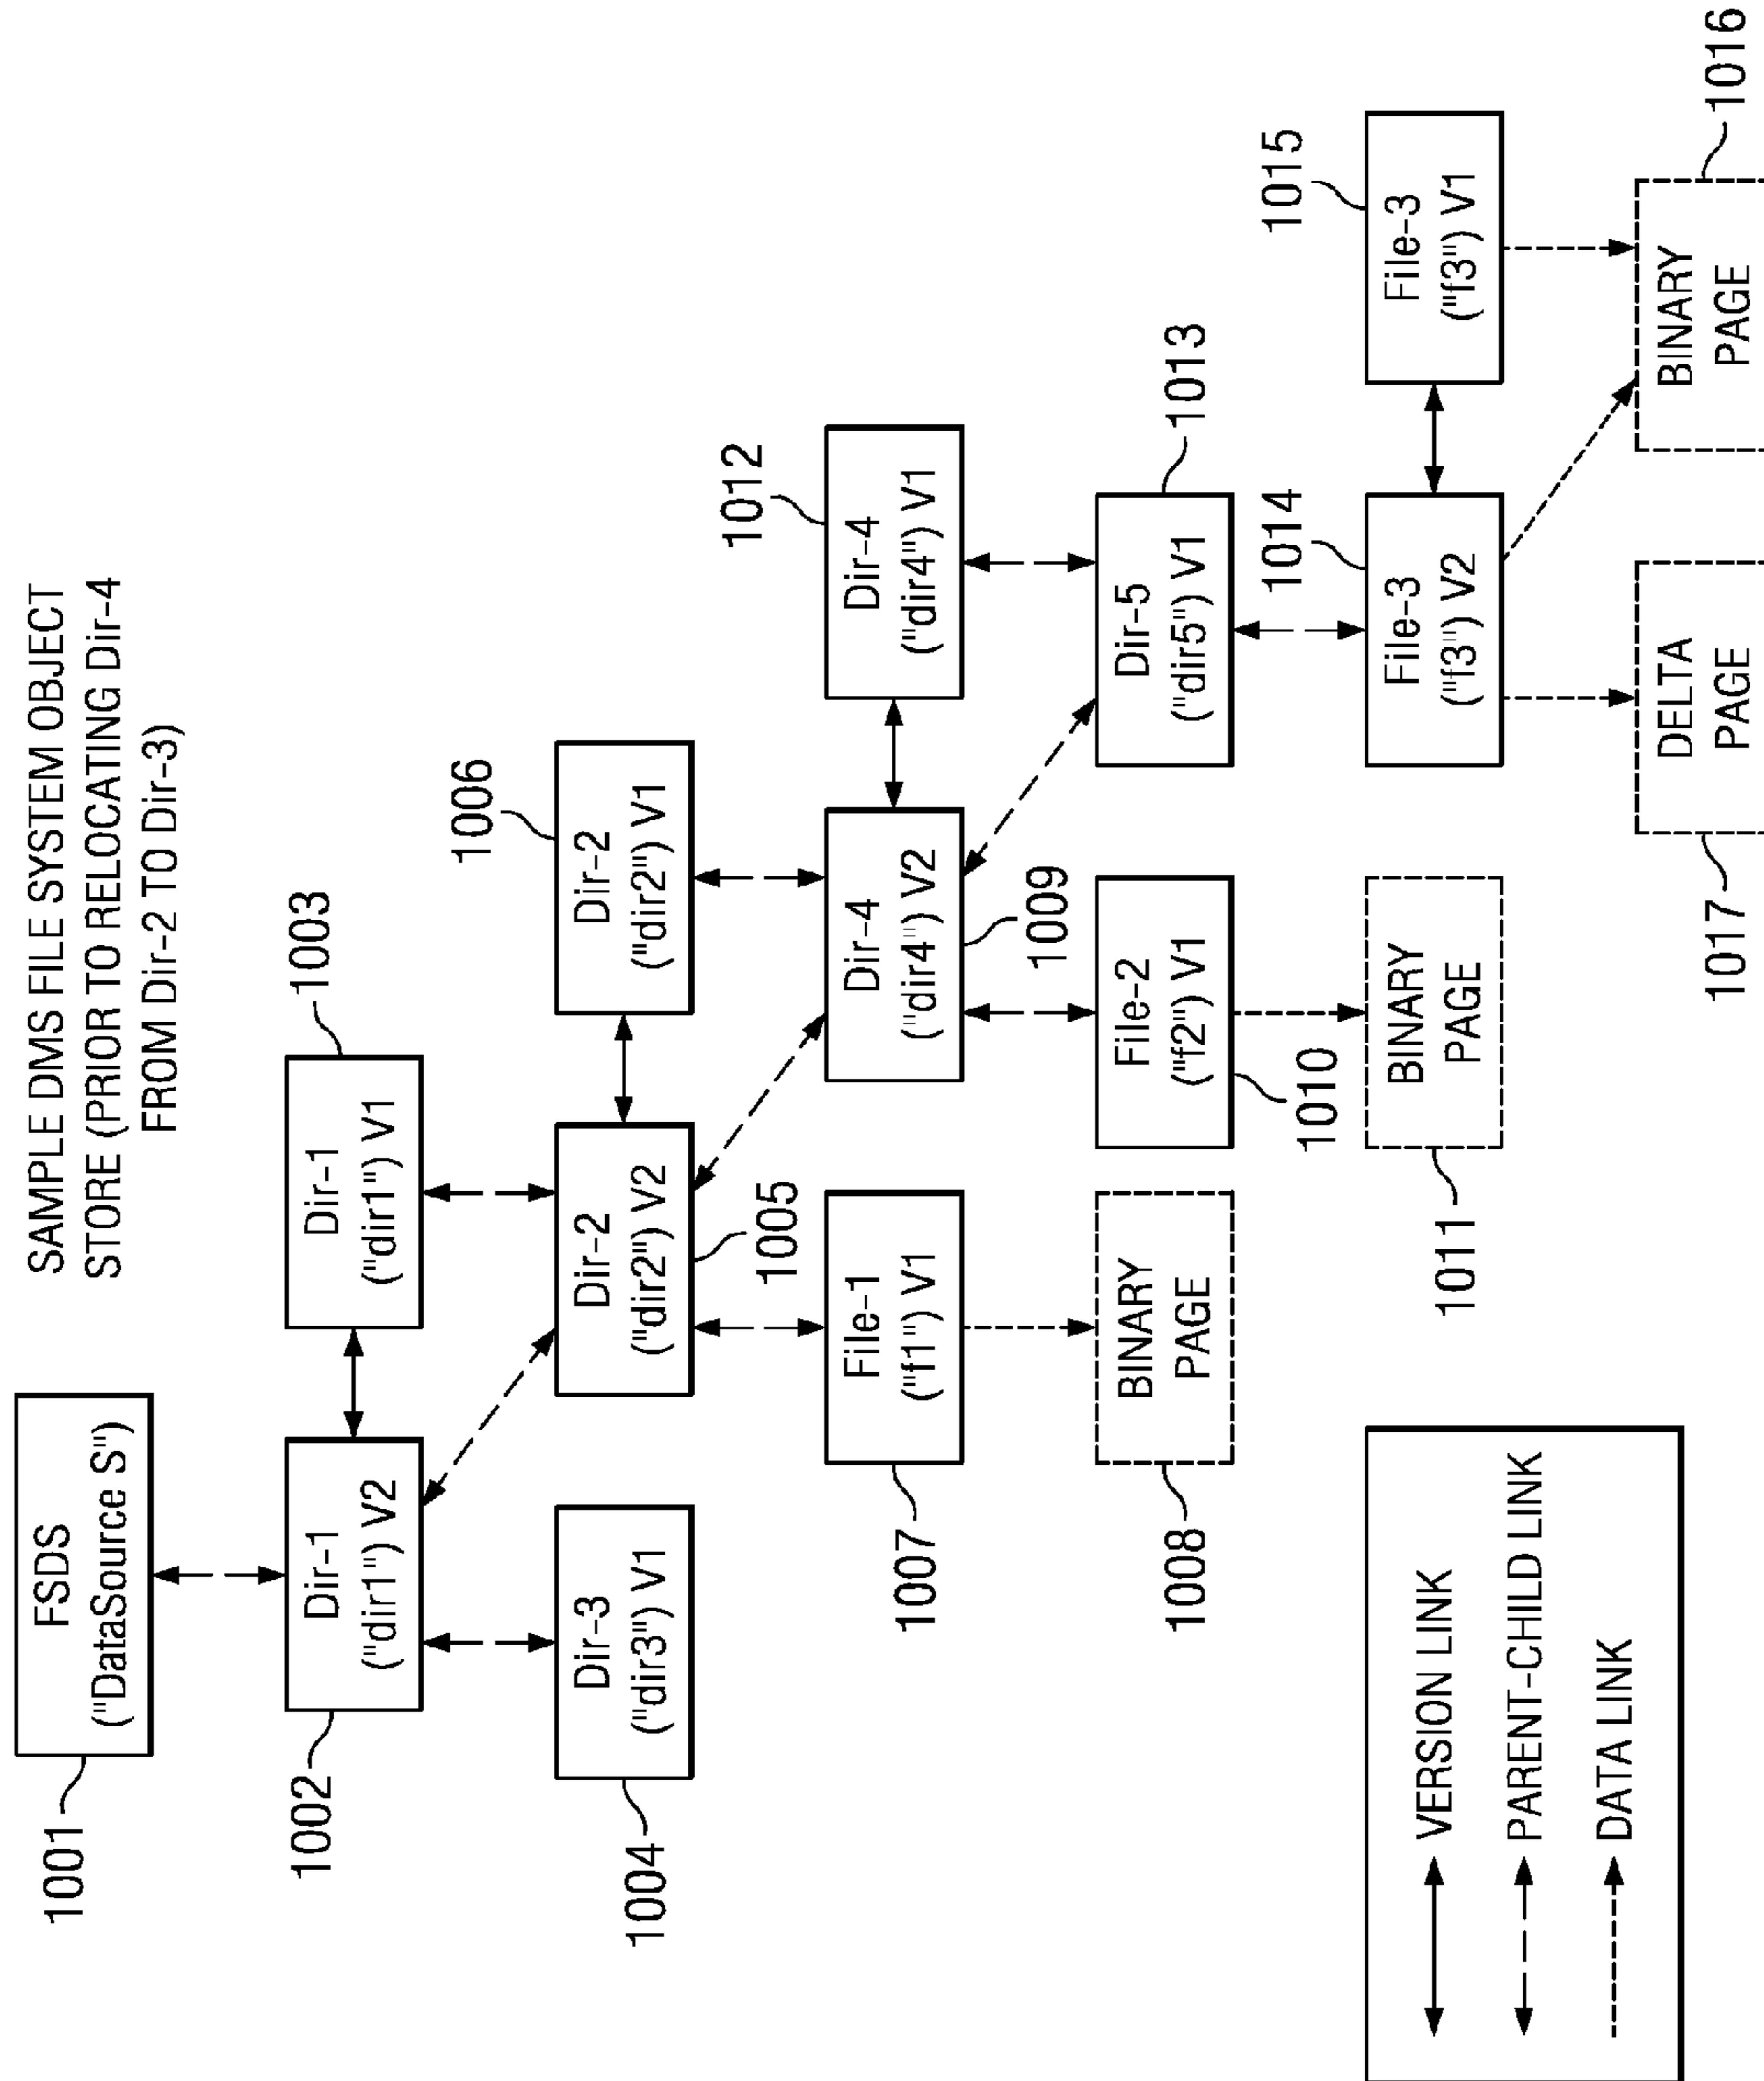 SAMPLE DMS FILE SYSTEM OBJECT
STORE (PRIOR TO RELOCATING Dir-4
FROM Dir-2 TO Dir-3)
1001
FSDS
("DataSource S")
1002
Dir-1
("dir1") V2
1003
Dir-1
("dir1") V1
1004
Dir-3
("dir3") V1
Dir-2
("dir2") V2
1005
1006
Dir-2
("dir2") V1
1007
File-1
("f1") V1
Dir-4
("dir4") V2
1009
1012
Dir-4
("dir4") V1
1008
BINARY
PAGE
File-2
("f2") V1
1010
Dir-5
("dir5") V1
1013
1011
BINARY
PAGE
1014
File-3
("f3") V2
1015
File-3
("f3") V1
1017
DELTA
PAGE
BINARY
PAGE
1016
VERSION LINK
PARENT-CHILD LINK
DATA LINK